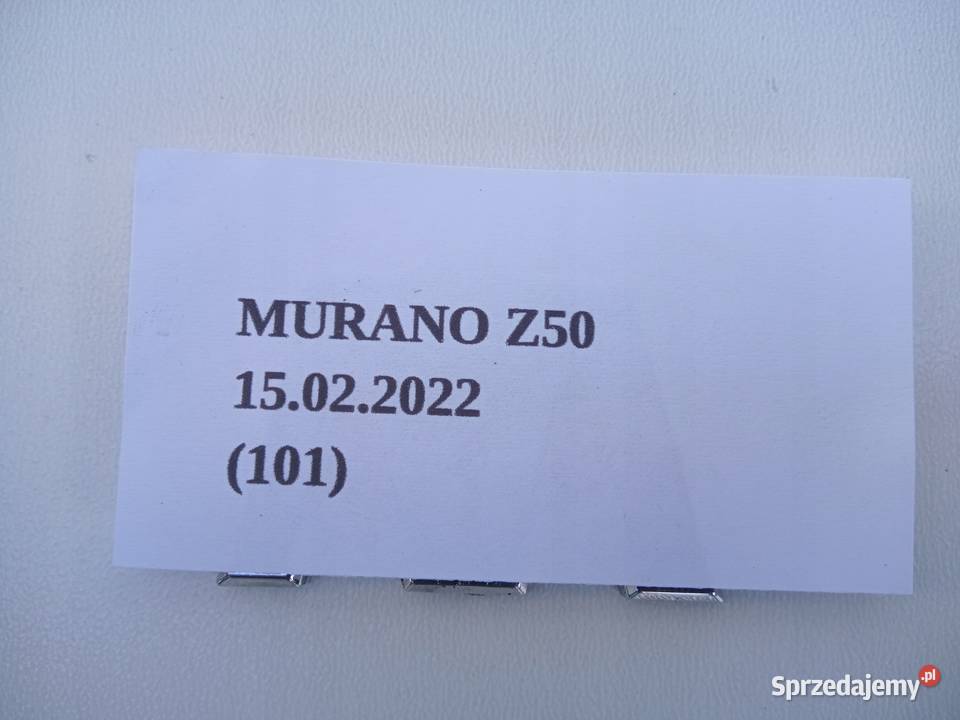 MURANO Z50
15.02.2022
(101)
Sprzedajemy.pl